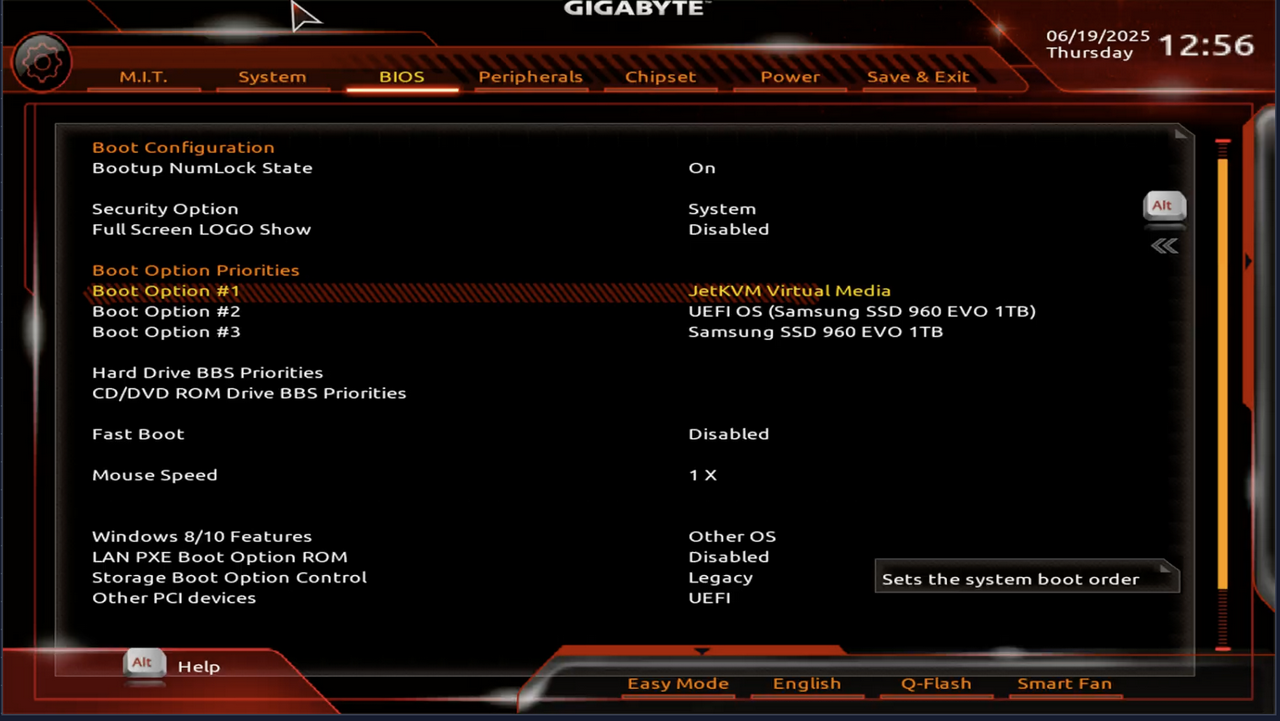 GIGABYTE™
06/19/2025
Thursday
12:56
M.I.T. System BIOS Peripherals Chipset Power Save & Exit
Boot Configuration
Bootup NumLock State On
Security Option System
Full Screen LOGO Show Disabled
Alt
Boot Option Priorities
Boot Option #1 JetKVM Virtual Media
Boot Option #2 UEFI OS (Samsung SSD 960 EVO 1TB)
Boot Option #3 Samsung SSD 960 EVO 1TB
Hard Drive BBS Priorities
CD/DVD ROM Drive BBS Priorities
Fast Boot Disabled
Mouse Speed 1 X
Windows 8/10 Features Other OS
LAN PXE Boot Option ROM Disabled
Storage Boot Option Control Legacy
Other PCI devices UEFI
Sets the system boot order
Alt Help
Easy Mode English Q-Flash Smart Fan